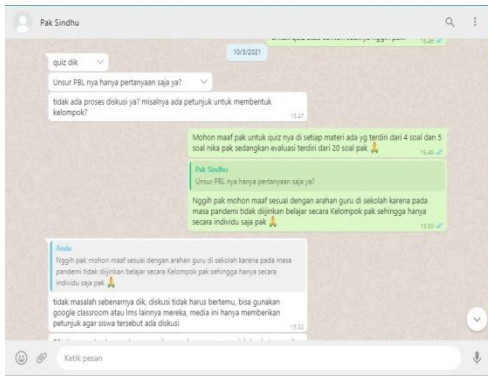 Pak Sindhu
15.46
10/3/2021
quiz dik
Unsur PBL nya hanya pertanyaan saja ya?
tidak ada proses diskusi ya? misalnya ada petunjuk untuk membentuk
kelompok?
15.47
Mohon maaf pak untuk quiz nya di setiap materi ada yg terdiri dari 4 soal dan 5
soal nika pak sedangkan evaluasi terdiri dari 20 soal pak 🙏
15.49
Pak Sindhu
Unsur PBL nya hanya pertanyaan saja ya?
Nggih pak mohon maaf sesuai dengan arahan guru di sekolah karena pada
masa pandemi tidak diijinkan belajar secara Kelompok pak sehingga hanya
secara individu saja pak 🙏
15.50
Anda
Nggih pak mohon maaf sesuai dengan arahan guru di sekolah karena pada masa
pandemi tidak diijinkan belajar secara Kelompok pak sehingga hanya secara
individu saja pak 🙏
tidak masalah sebenarnya dik, diskusi tidak harus bertemu, bisa gunakan
google classroom atau lms lainnya mereka, media ini hanya memberikan
petunjuk agar siswa tersebut ada diskusi
15.52
Ketik pesan